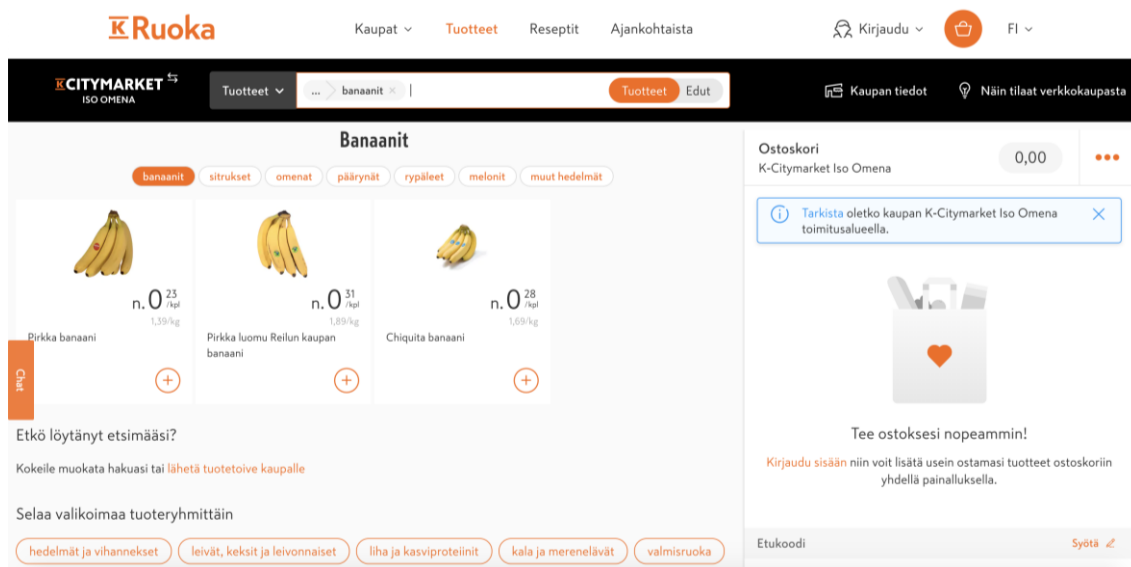 K Ruoka
Kaupat
Tuotteet
Reseptit
Ajankohtaista
Kirjaudu
FI
K CITYMARKET
ISO OMENA
Tuotteet
... banaanit ×
Tuotteet
Edut
Kaupan tiedot
Näin tilaat verkkokaupasta
Banaanit
banaanit
sitrukset
omenat
päärynät
rypäleet
melonit
muut hedelmät
n. 0 23 /kpl
1,39/kg
Pirkka banaani
n. 0 31 /kpl
1,89/kg
Pirkka luomu Reilun kaupan
banaani
n. 0 28 /kpl
1,69/kg
Chiquita banaani
Chat
Etkö löytänyt etsimääsi?
Kokeile muokata hakuasi tai lähetä tuotetoive kaupalle
Selaa valikoimaa tuoteryhmittäin
hedelmät ja vihannekset
leivät, keksit ja leivonnaiset
liha ja kasviproteiinit
kala ja merenelävät
valmisruoka
Ostoskori
K-Citymarket Iso Omena
0,00
Tarkista oletko kaupan K-Citymarket Iso Omena
toimitusalueella.
Tee ostoksesi nopeammin!
Kirjaudu sisään niin voit lisätä usein ostamasi tuotteet ostoskoriin
yhdellä painalluksella.
Etukoodi
Syötä